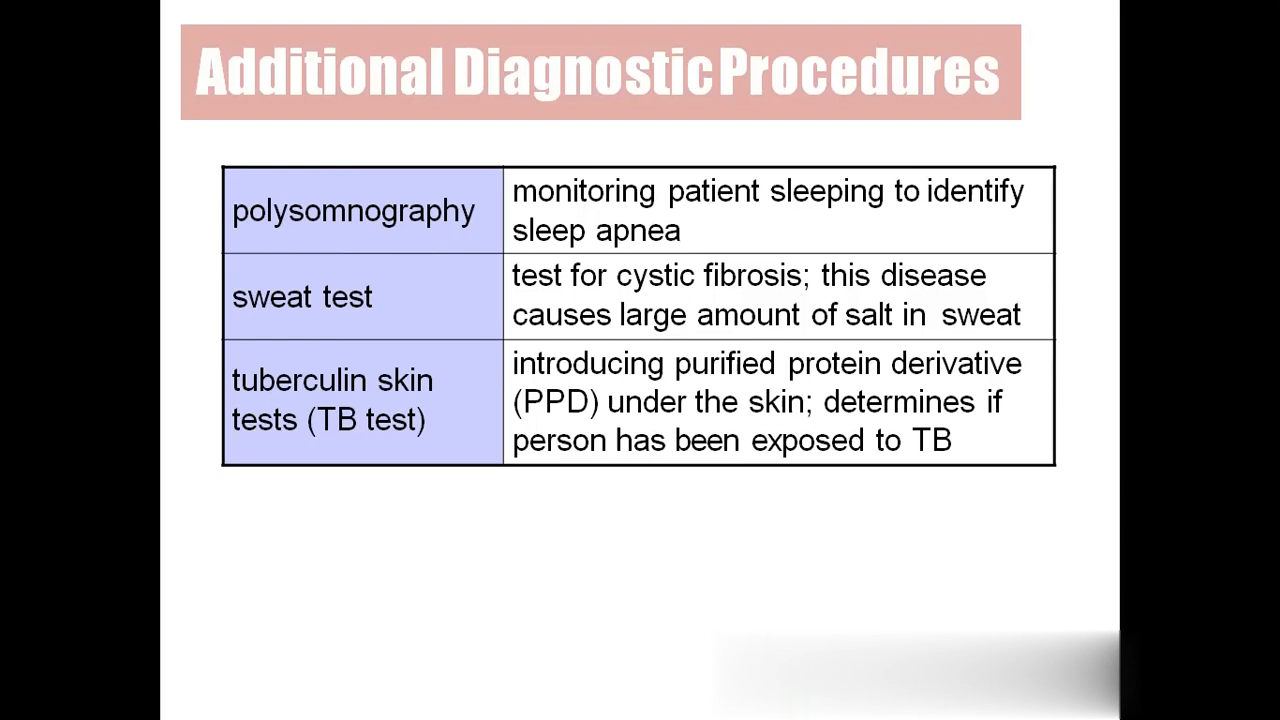 Additional Diagnostic Procedures
polysomnography
monitoring patient sleeping to identify
sleep apnea
sweat test
test for cystic fibrosis; this disease
causes large amount of salt in sweat
tuberculin skin
tests (TB test)
introducing purified protein derivative
(PPD) under the skin; determines if
person has been exposed to TB